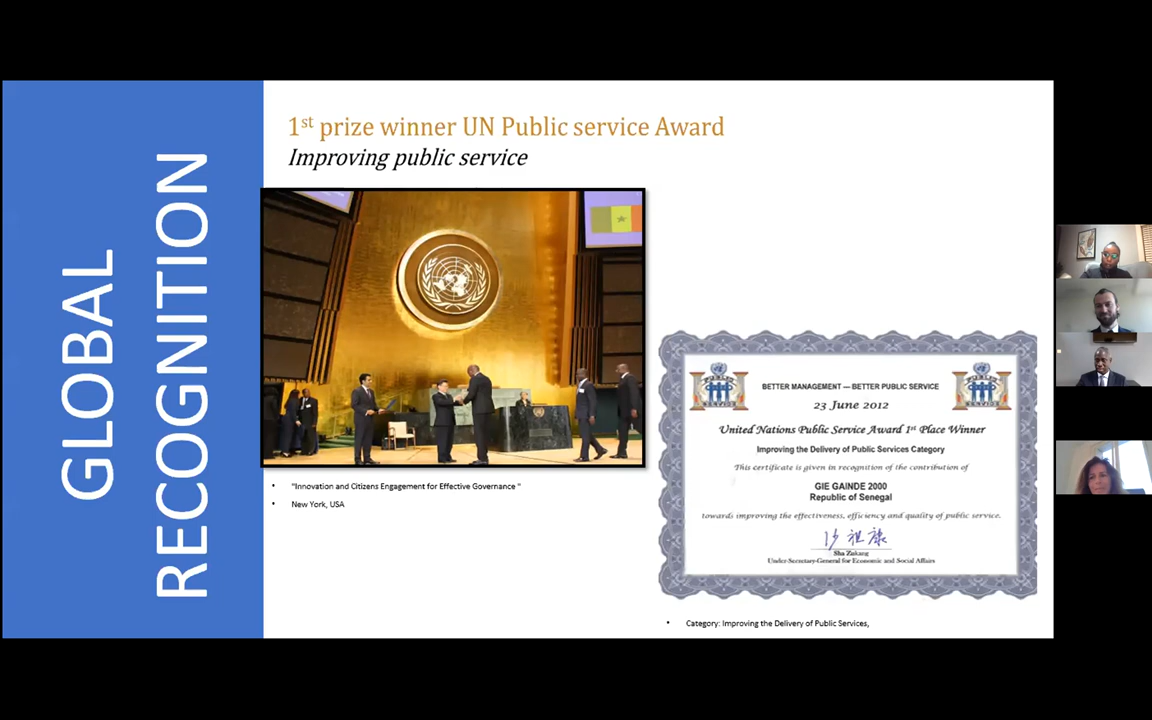 GLOBAL
RECOGNITION
1st prize winner UN Public service Award
Improving public service
• "Innovation and Citizens Engagement for Effective Governance "
• New York, USA
BETTER MANAGEMENT — BETTER PUBLIC SERVICE
23 June 2012
United Nations Public Service Award 1st Place Winner
Improving the Delivery of Public Services Category
This certificate is given in recognition of the contribution of
GIE GAINDE 2000
Republic of Senegal
towards improving the effectiveness, efficiency and quality of public service.
Sha Zukang
Under-Secretary-General for Economic and Social Affairs
• Category: Improving the Delivery of Public Services,